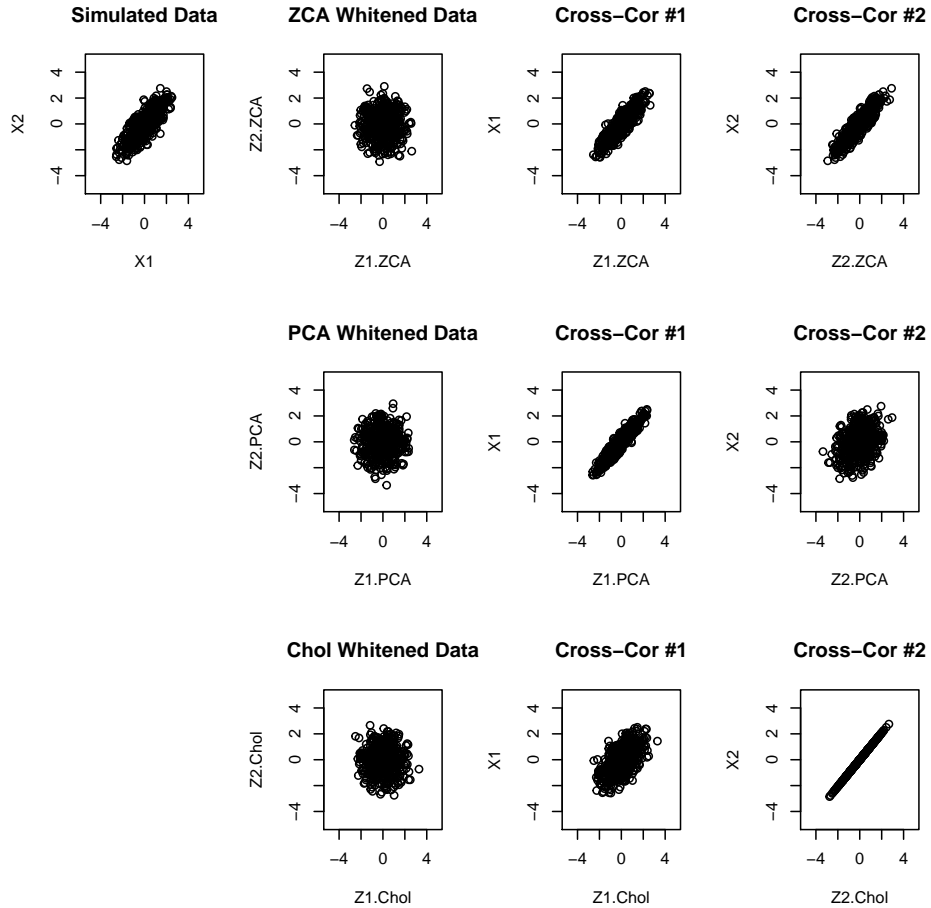 Simulated Data
ZCA Whitened Data
Cross−Cor #1
Cross−Cor #2
X2
−4 0 2 4
−4 0 4
X1
Z2.ZCA
−4 0 2 4
−4 0 4
Z1.ZCA
X1
−4 0 2 4
−4 0 4
Z1.ZCA
X2
−4 0 2 4
−4 0 4
Z2.ZCA
PCA Whitened Data
Cross−Cor #1
Cross−Cor #2
Z2.PCA
−4 0 2 4
−4 0 4
Z1.PCA
X1
−4 0 2 4
−4 0 4
Z1.PCA
X2
−4 0 2 4
−4 0 4
Z2.PCA
Chol Whitened Data
Cross−Cor #1
Cross−Cor #2
Z2.Chol
−4 0 2 4
−4 0 4
Z1.Chol
X1
−4 0 2 4
−4 0 4
Z1.Chol
X2
−4 0 2 4
−4 0 4
Z2.Chol